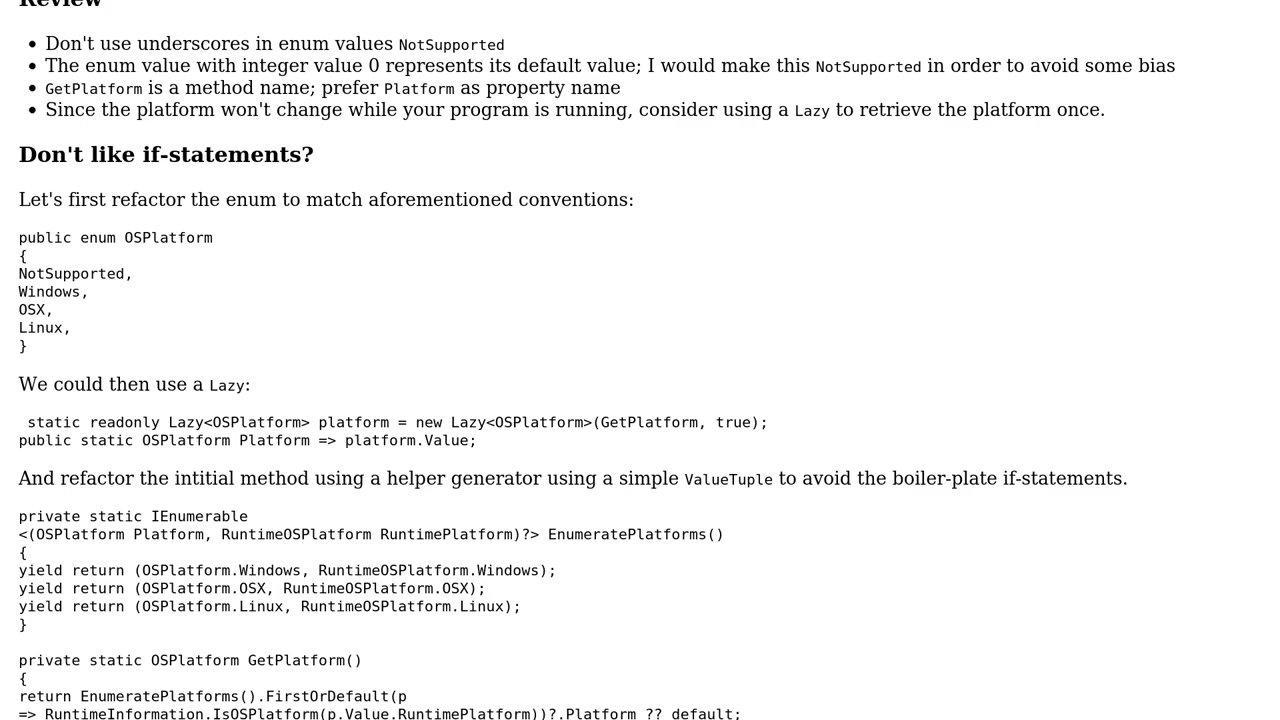 Review
Don't use underscores in enum values NotSupported
The enum value with integer value 0 represents its default value; I would make this NotSupported in order to avoid some bias
GetPlatform is a method name; prefer Platform as property name
Since the platform won't change while your program is running, consider using a Lazy to retrieve the platform once.
Don't like if-statements?
Let's first refactor the enum to match aforementioned conventions:
public enum OSPlatform
{
NotSupported,
Windows,
OSX,
Linux,
}
We could then use a Lazy:
static readonly Lazy<OSPlatform> platform = new Lazy<OSPlatform>(GetPlatform, true);
public static OSPlatform Platform => platform.Value;
And refactor the intitial method using a helper generator using a simple ValueTuple to avoid the boiler-plate if-statements.
private static IEnumerable
<(OSPlatform Platform, RuntimeOSPlatform RuntimePlatform)?> EnumeratePlatforms()
{
yield return (OSPlatform.Windows, RuntimeOSPlatform.Windows);
yield return (OSPlatform.OSX, RuntimeOSPlatform.OSX);
yield return (OSPlatform.Linux, RuntimeOSPlatform.Linux);
}
private static OSPlatform GetPlatform()
{
return EnumeratePlatforms().FirstOrDefault(p
=> RuntimeInformation.IsOSPlatform(p.Value.RuntimePlatform))?.Platform ?? default;